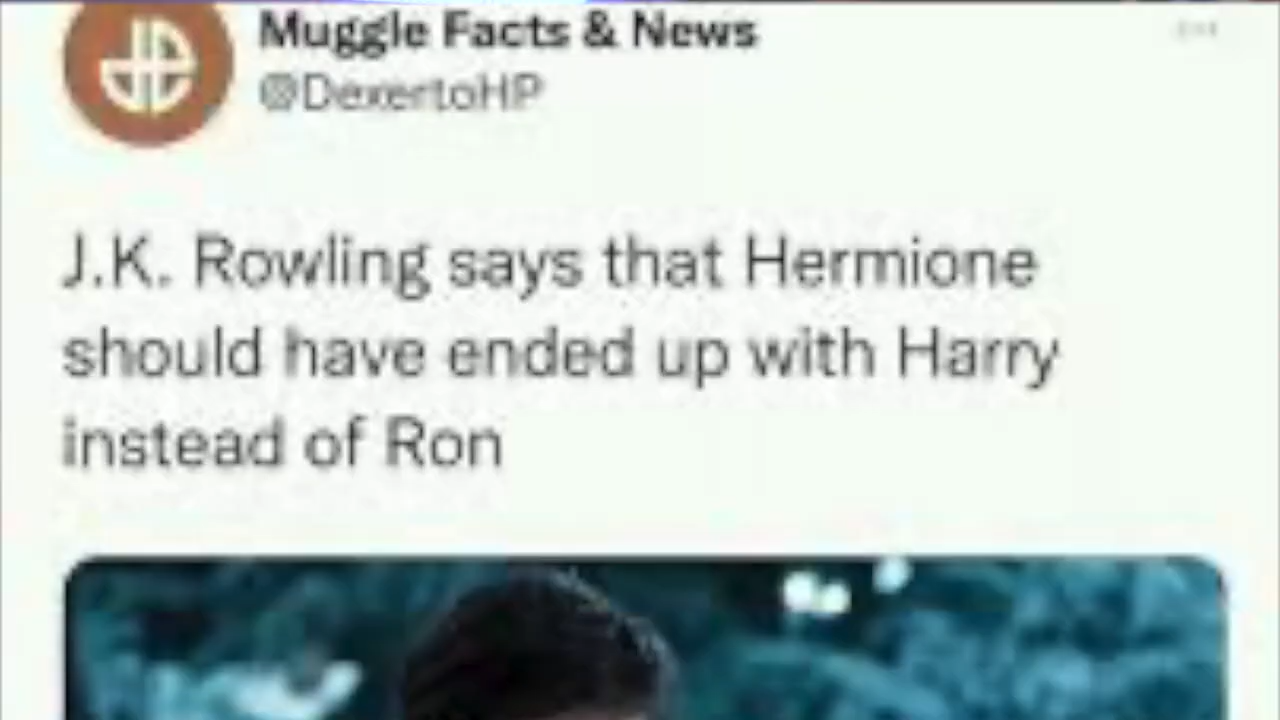 Muggle Facts & News
@DexertoHP
J.K. Rowling says that Hermione
should have ended up with Harry
instead of Ron